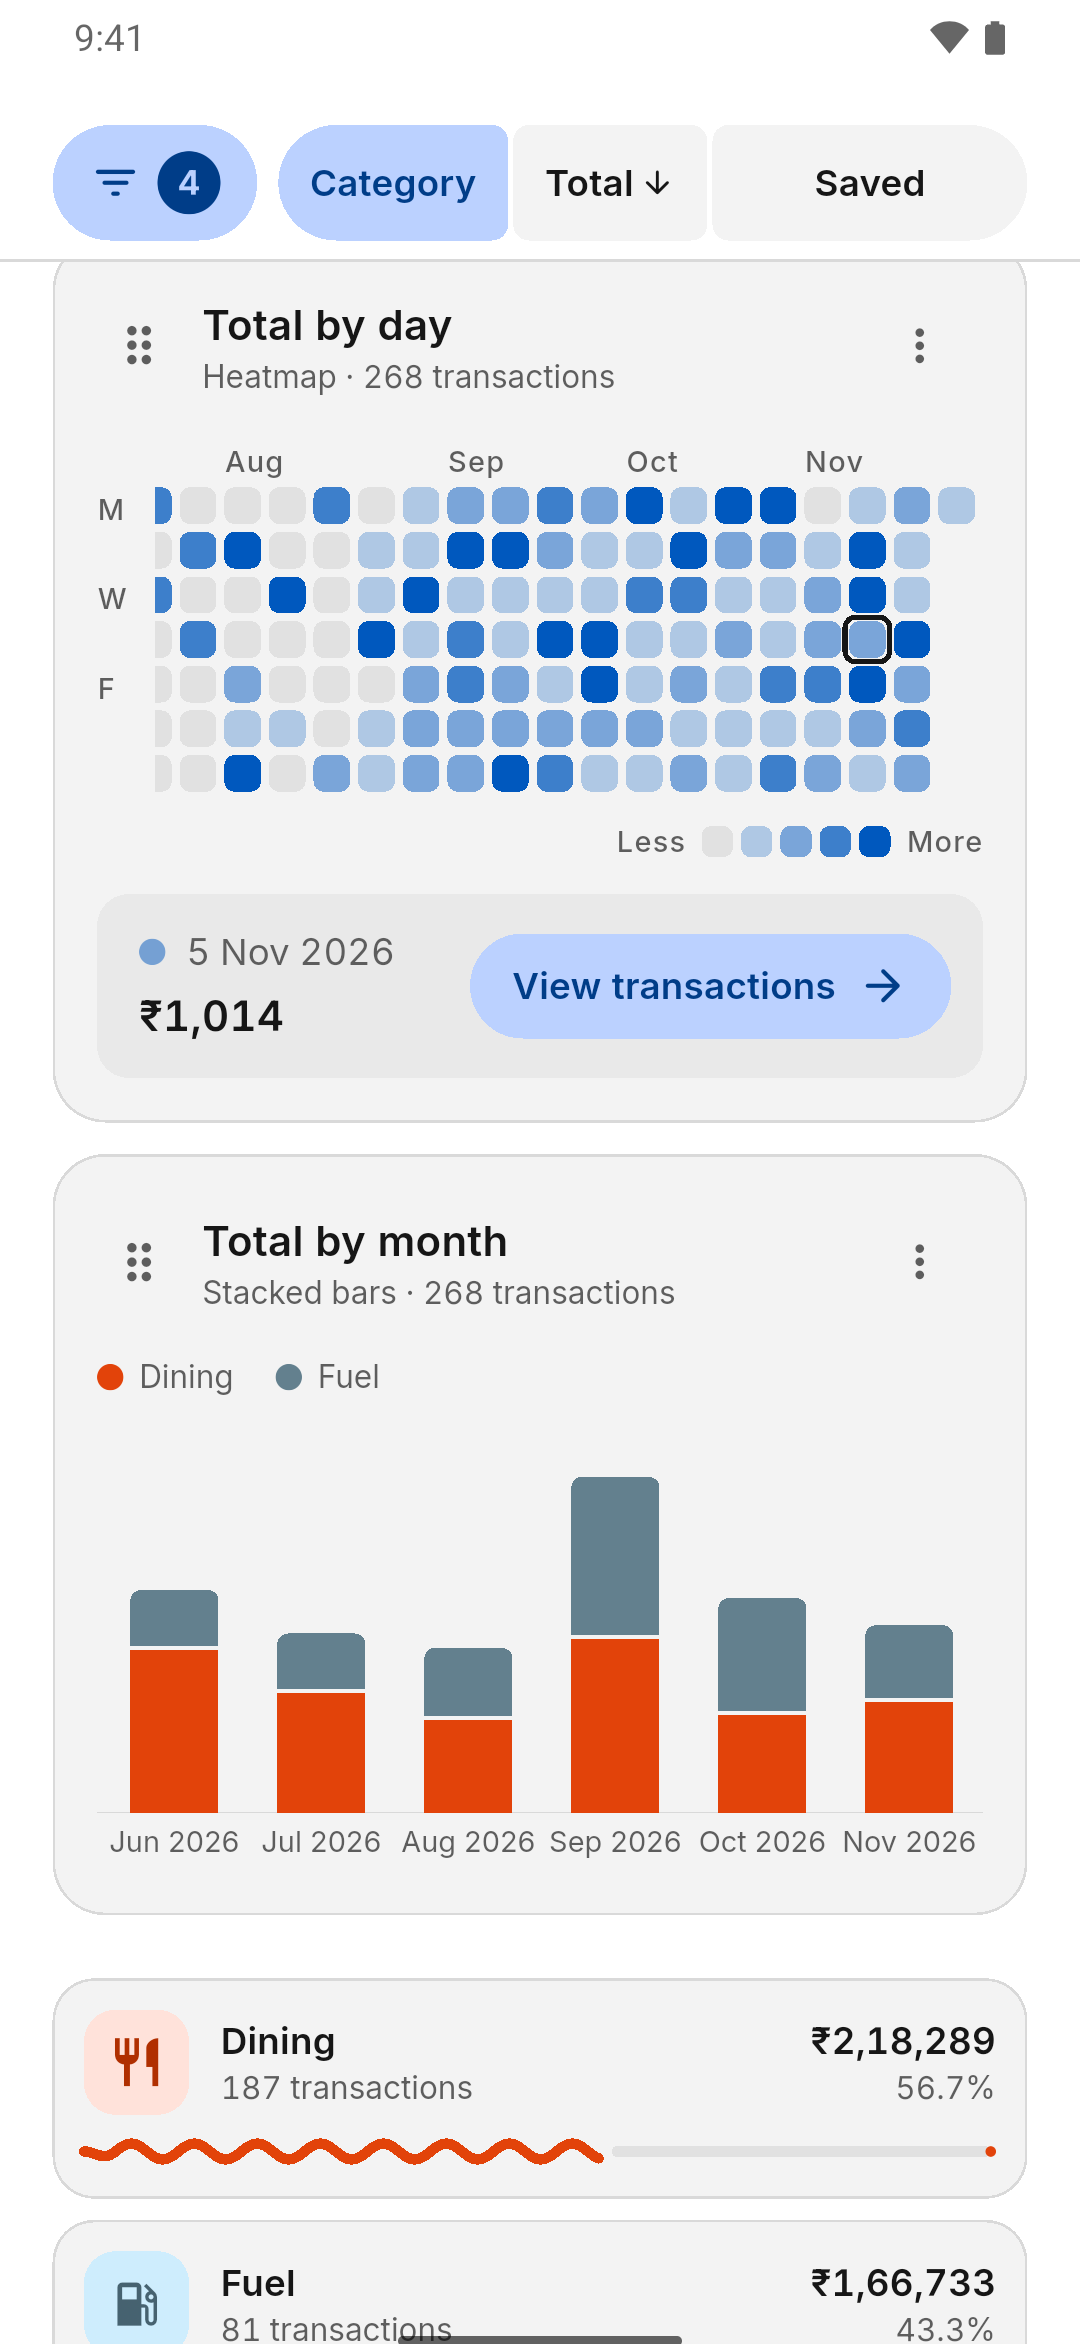 9:41
4
Category
Total ↓
Saved
Total by day
Heatmap · 268 transactions
Aug Sep Oct Nov
M
W
F
Less More
5 Nov 2026
₹1,014
View transactions →
Total by month
Stacked bars · 268 transactions
Dining Fuel
Jun 2026 Jul 2026 Aug 2026 Sep 2026 Oct 2026 Nov 2026
Dining ₹2,18,289
187 transactions 56.7%
Fuel ₹1,66,733
81 transactions 43.3%